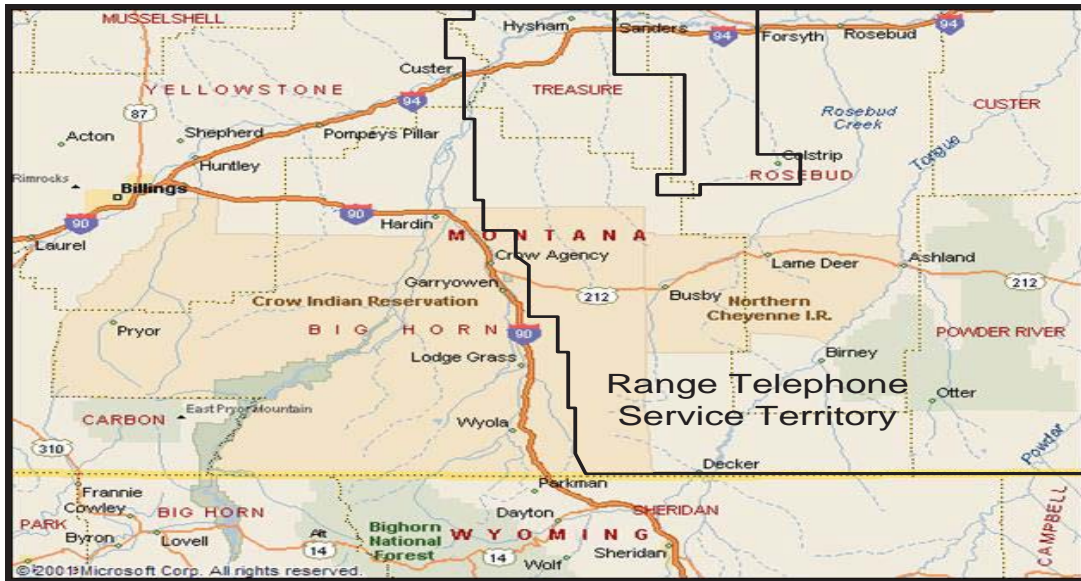 MUSSELSHELL
Hysham
Sanders
94
Forsyth
Rosebud
94
Custer
YELLOWSTONE
94
TREASURE
87
Rosebud
Creek
CUSTER
Acton
Shepherd
Pompeys Pillar
Tongue
Huntley
Colstrip
ROSEBUD
Rimrocks
Billings
90
90
Hardin
Laurel
MONTANA
Crow Agency
Lame Deer
Ashland
Garryowen
212
Busby
212
Crow Indian Reservation
Northern
Cheyenne I.R.
Pryor
BIG HORN
90
POWDER RIVER
Lodge Grass
Birney
Range Telephone
Service Territory
Otter
East Pryor Mountain
CARBON
Wyola
310
Powder
Decker
Frannie
Parkman
Cowley
BIG HORN
Dayton
SHERIDAN
CAMPBELL
PARK
Byron
Lovell
Alt
14
Bighorn
National
Forest
WYOMING
14
Wolf
Sheridan
© 2001 Microsoft Corp. All rights reserved.